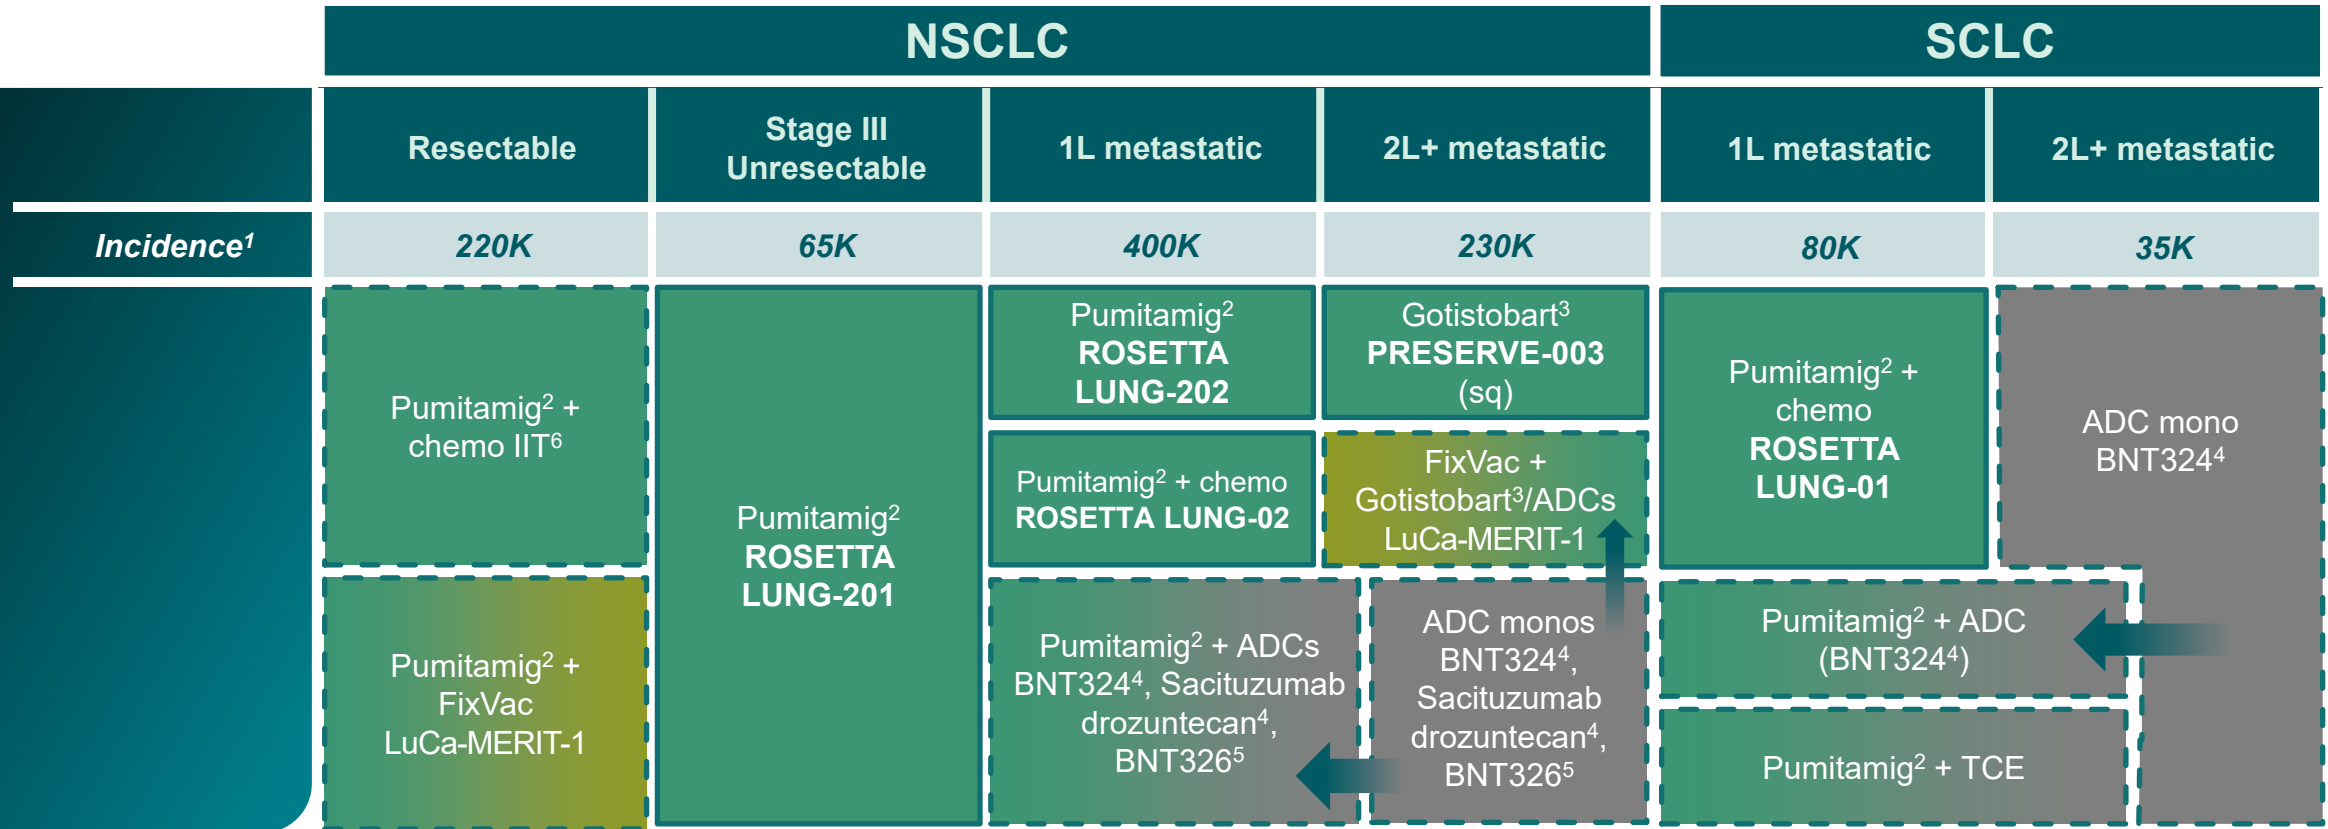 NSCLC
SCLC
Resectable
Stage III
Unresectable
1L metastatic
2L+ metastatic
1L metastatic
2L+ metastatic
Incidence¹
220K
65K
400K
230K
80K
35K
Pumitamig² +
chemo IIT⁶
Pumitamig² +
FixVac
LuCa-MERIT-1
Pumitamig²
ROSETTA
LUNG-201
Pumitamig²
ROSETTA
LUNG-202
Pumitamig² + chemo
ROSETTA LUNG-02
Pumitamig² + ADCs
BNT324⁴, Sacituzumab
drozuntecan⁴,
BNT326⁵
Gotistobart³
PRESERVE-003
(sq)
FixVac +
Gotistobart³/ADCs
LuCa-MERIT-1
ADC monos
BNT324⁴,
Sacituzumab
drozuntecan⁴,
BNT326⁵
Pumitamig² +
chemo
ROSETTA
LUNG-01
Pumitamig² + ADC
(BNT324⁴)
Pumitamig² + TCE
ADC mono
BNT324⁴